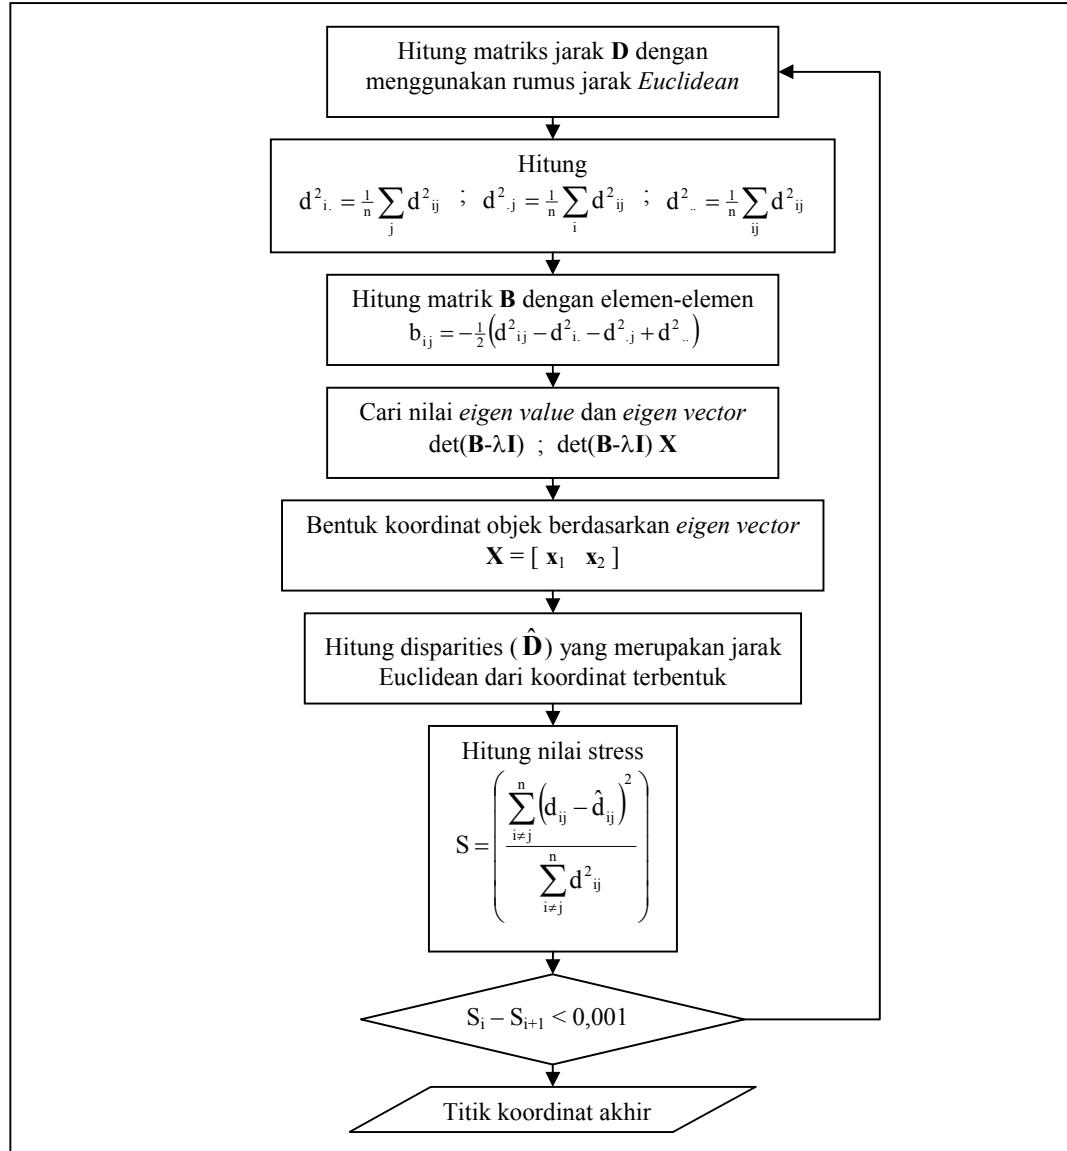 Hitung matriks jarak D dengan
menggunakan rumus jarak Euclidean
Hitung
d²ᵢ. = 1/n ∑ⱼ d²ᵢⱼ ; d².ⱼ = 1/n ∑ᵢ d²ᵢⱼ ; d².. = 1/n ∑ᵢⱼ d²ᵢⱼ
Hitung matrik B dengan elemen-elemen
bᵢⱼ = −1/2 (d²ᵢⱼ − d²ᵢ. − d².ⱼ + d²..)
Cari nilai eigen value dan eigen vector
det(B-λI) ; det(B-λI) X
Bentuk koordinat objek berdasarkan eigen vector
X = [ x₁ x₂ ]
Hitung disparities ( D̂ ) yang merupakan jarak
Euclidean dari koordinat terbentuk
Hitung nilai stress
S = ( ∑ⁿᵢ≠ⱼ (dᵢⱼ − d̂ᵢⱼ)² / ∑ⁿᵢ≠ⱼ d²ᵢⱼ )
Sᵢ – Sᵢ₊₁ < 0,001
Titik koordinat akhir